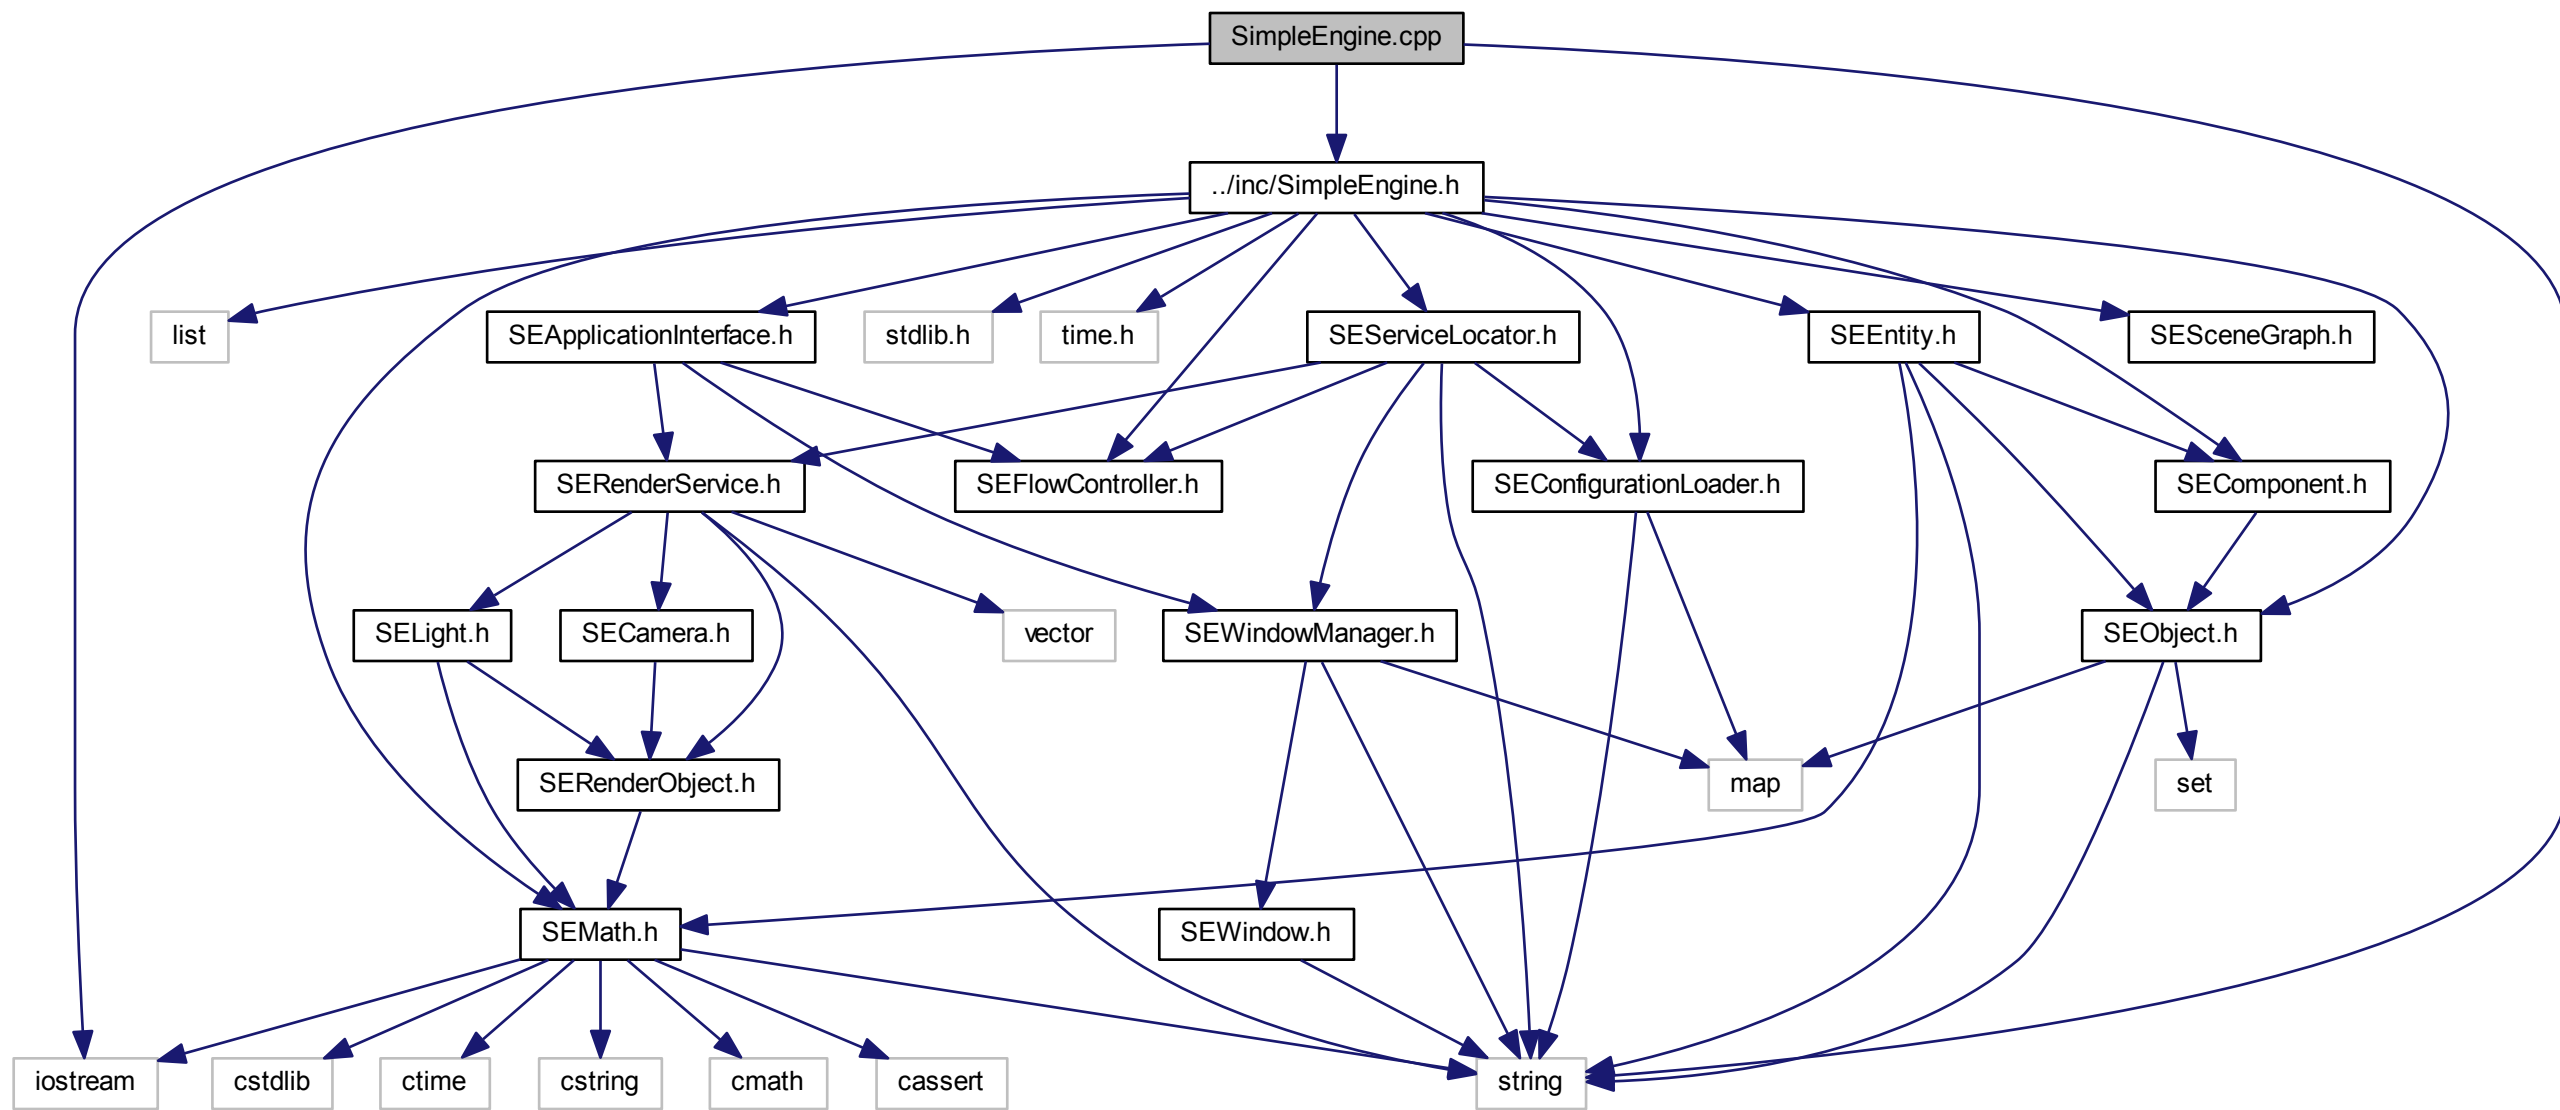 SimpleEngine.cpp
../inc/SimpleEngine.h
list
SEApplicationInterface.h
stdlib.h
time.h
SEServiceLocator.h
SEEntity.h
SESceneGraph.h
SERenderService.h
SEFlowController.h
SEConfigurationLoader.h
SEComponent.h
SELight.h
SECamera.h
vector
SEWindowManager.h
SEObject.h
SERenderObject.h
map
set
SEMath.h
SEWindow.h
iostream
cstdlib
ctime
cstring
cmath
cassert
string